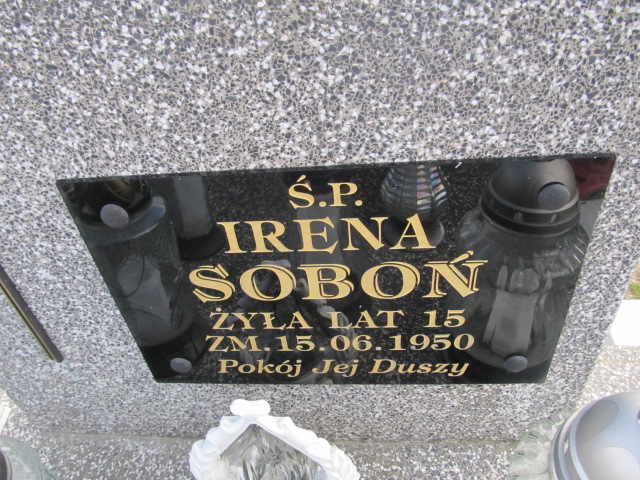 Ś.P.
IRENA
SOBOŃ
ŻYŁA LAT 15
ZM. 15.06.1950
Pokój Jej Duszy